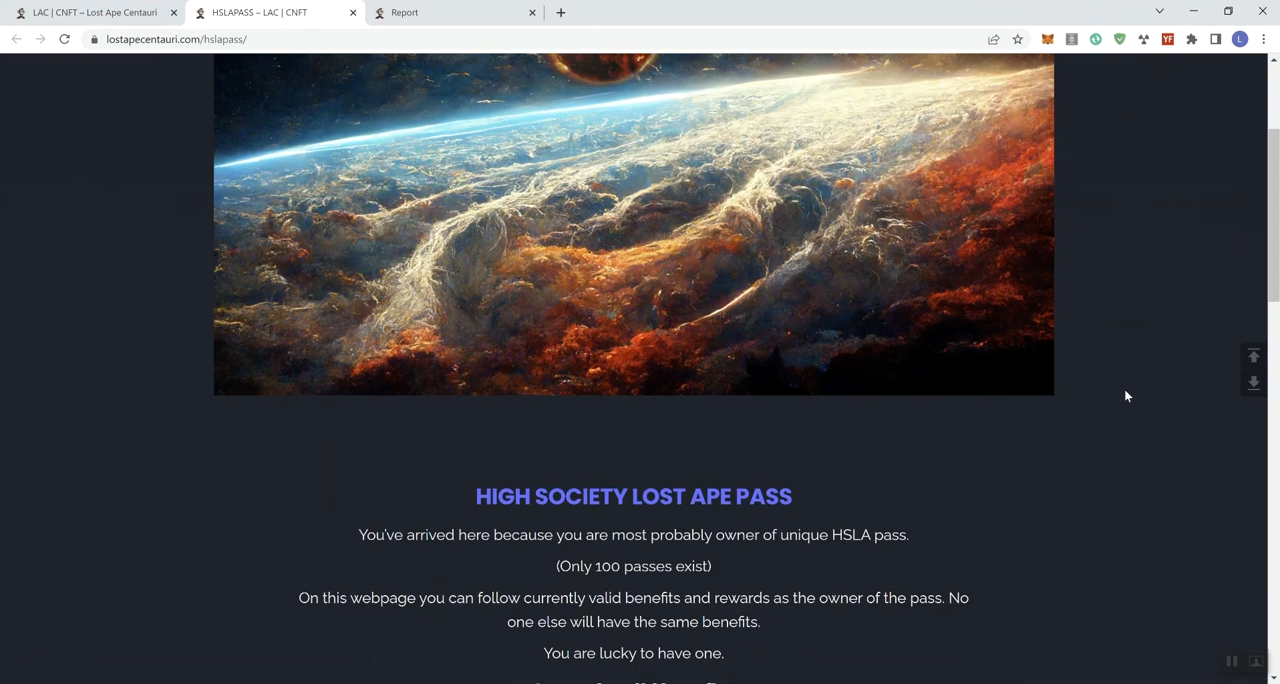 LAC | CNFT – Lost Ape Centauri
HSLAPASS – LAC | CNFT
Report
lostapecentauri.com/hslapass/
YF
L
HIGH SOCIETY LOST APE PASS
You've arrived here because you are most probably owner of unique HSLA pass.
(Only 100 passes exist)
On this webpage you can follow currently valid benefits and rewards as the owner of the pass. No
one else will have the same benefits.
You are lucky to have one.